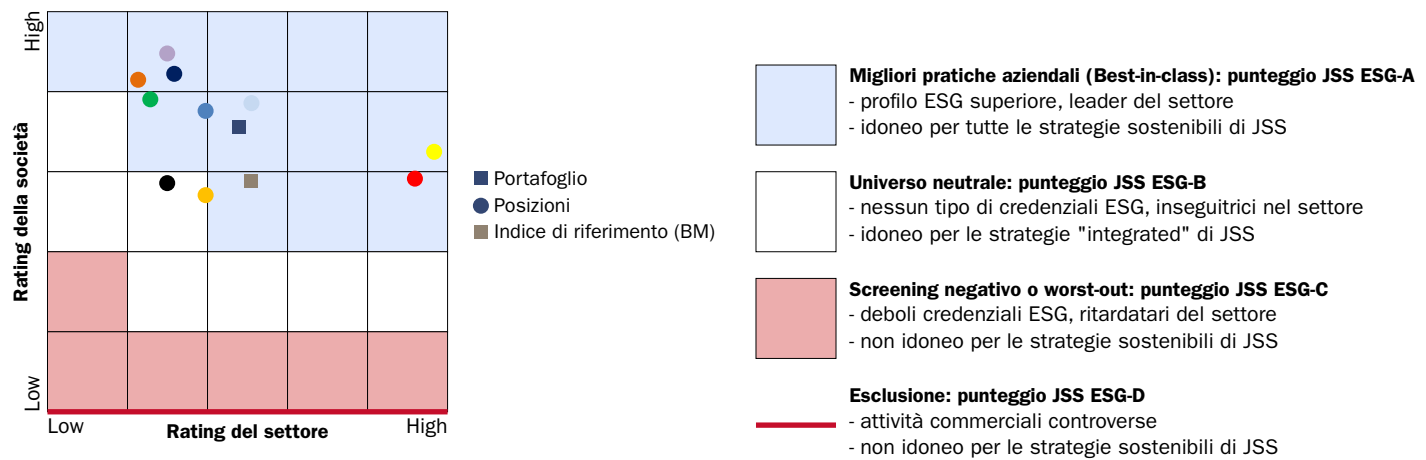 High
Rating della società
Low
Low
Rating del settore
High
Portafoglio
Posizioni
Indice di riferimento (BM)
Migliori pratiche aziendali (Best-in-class): punteggio JSS ESG-A
- profilo ESG superiore, leader del settore
- idoneo per tutte le strategie sostenibili di JSS
Universo neutrale: punteggio JSS ESG-B
- nessun tipo di credenziali ESG, inseguitrici nel settore
- idoneo per le strategie "integrated" di JSS
Screening negativo o worst-out: punteggio JSS ESG-C
- deboli credenziali ESG, ritardatari del settore
- non idoneo per le strategie sostenibili di JSS
Esclusione: punteggio JSS ESG-D
- attività commerciali controverse
- non idoneo per le strategie sostenibili di JSS